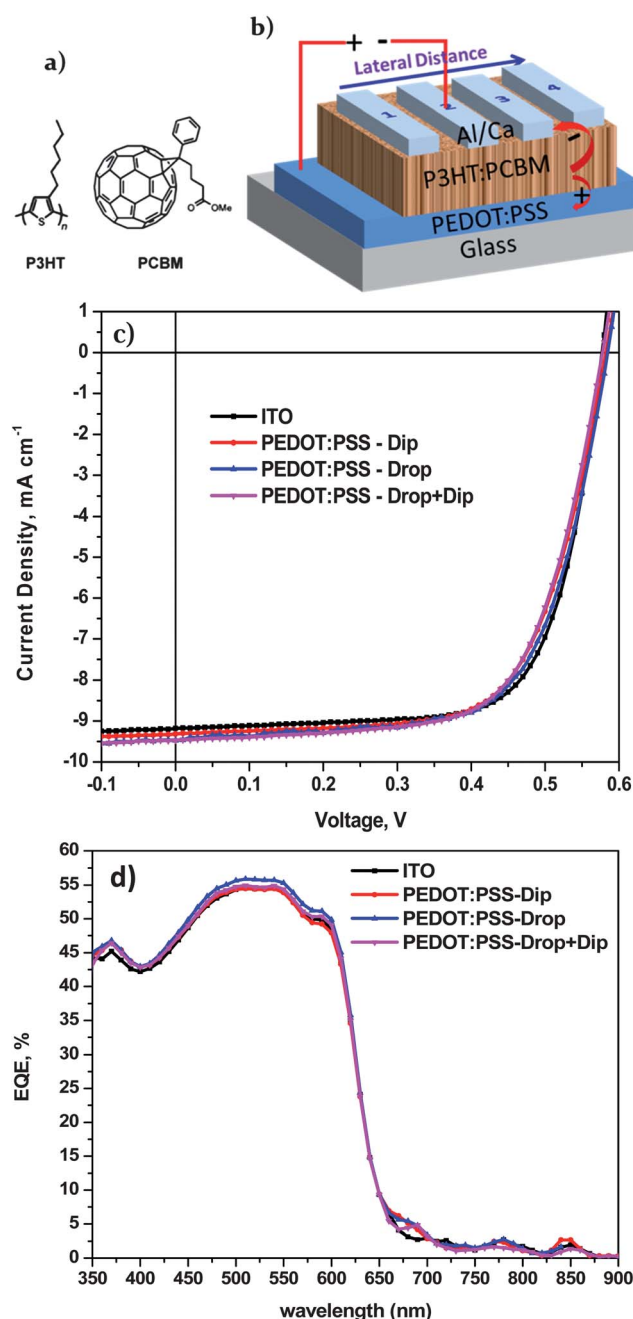 a)
S
n
P3HT
O
OMe
PCBM
b)
+ -
Lateral Distance
1 2 3 4
Al/Ca
-
P3HT:PCBM
+
PEDOT:PSS
Glass
c)
1
0
-1
-2
-3
-4
-5
-6
-7
-8
-9
-10
Current Density, mA cm⁻¹
ITO
PEDOT:PSS - Dip
PEDOT:PSS - Drop
PEDOT:PSS - Drop+Dip
-0.1 0.0 0.1 0.2 0.3 0.4 0.5 0.6
Voltage, V
d)
60
55
50
45
40
35
30
25
20
15
10
5
0
EQE, %
ITO
PEDOT:PSS-Dip
PEDOT:PSS-Drop
PEDOT:PSS-Drop+Dip
350 400 450 500 550 600 650 700 750 800 850 900
wavelength (nm)